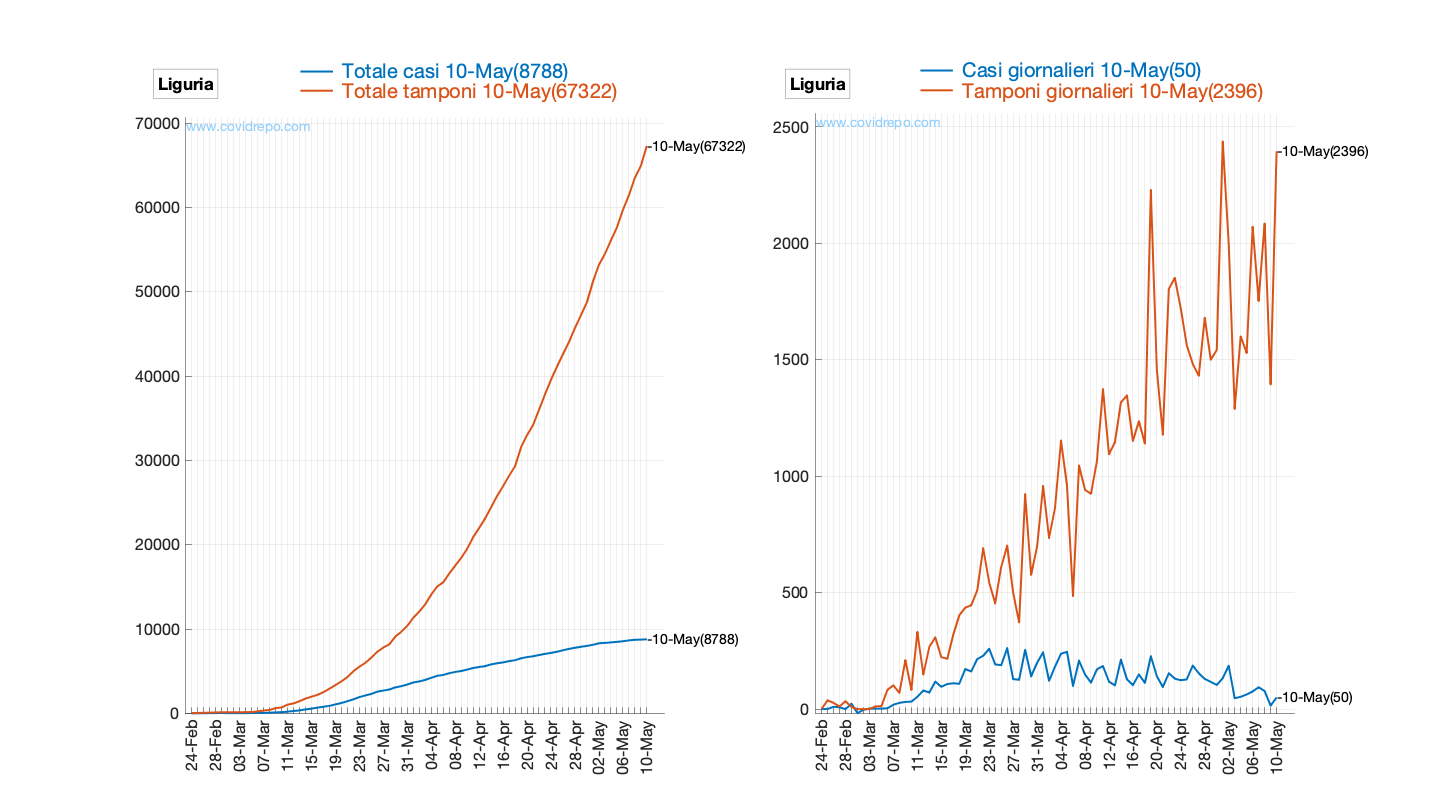 Liguria
Totale casi 10-May(8788)
Totale tamponi 10-May(67322)
www.covidrepo.com
70000
60000
50000
40000
30000
20000
10000
0
10-May(67322)
10-May(8788)
24-Feb
28-Feb
03-Mar
07-Mar
11-Mar
15-Mar
19-Mar
23-Mar
27-Mar
31-Mar
04-Apr
08-Apr
12-Apr
16-Apr
20-Apr
24-Apr
28-Apr
02-May
06-May
10-May
Liguria
Casi giornalieri 10-May(50)
Tamponi giornalieri 10-May(2396)
www.covidrepo.com
2500
2000
1500
1000
500
0
10-May(2396)
10-May(50)
24-Feb
28-Feb
03-Mar
07-Mar
11-Mar
15-Mar
19-Mar
23-Mar
27-Mar
31-Mar
04-Apr
08-Apr
12-Apr
16-Apr
20-Apr
24-Apr
28-Apr
02-May
06-May
10-May